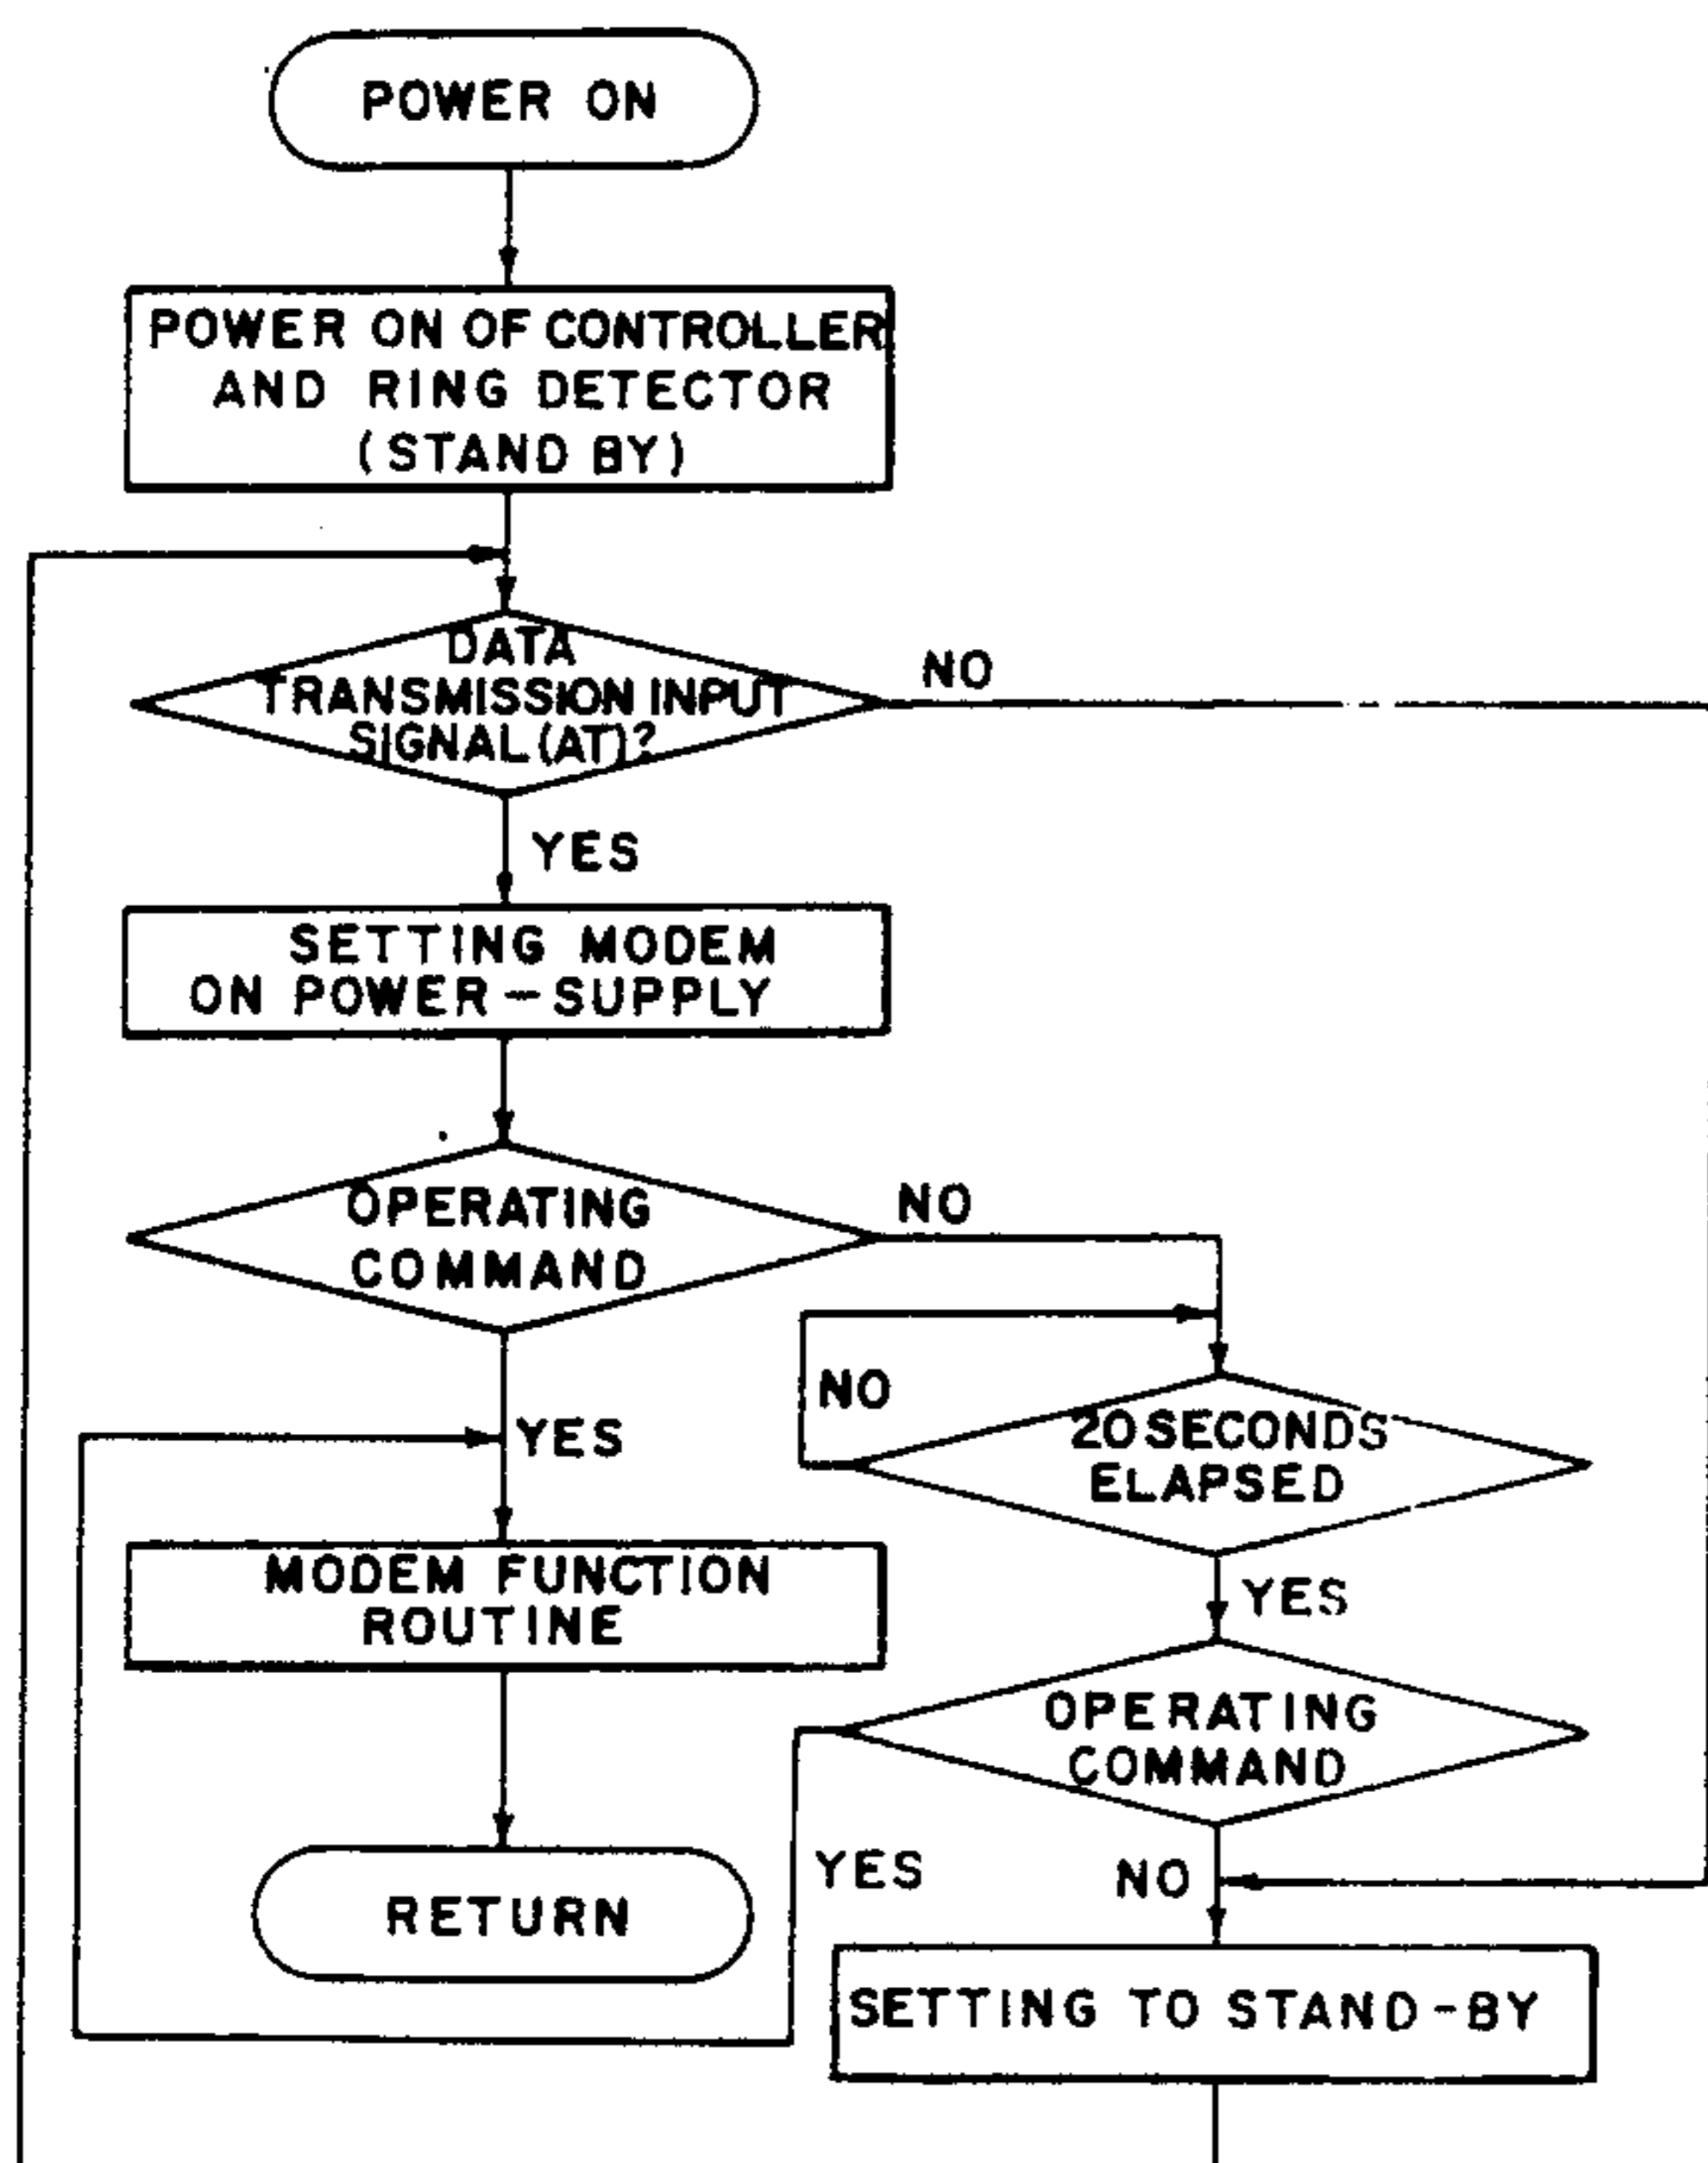 POWER ON
POWER ON OF CONTROLLER
AND RING DETECTOR
(STAND BY)
DATA
TRANSMISSION INPUT
SIGNAL (AT)?
NO
YES
SETTING MODEM
ON POWER-SUPPLY
OPERATING
COMMAND
NO
NO
20 SECONDS
ELAPSED
YES
YES
MODEM FUNCTION
ROUTINE
OPERATING
COMMAND
YES
NO
RETURN
SETTING TO STAND-BY